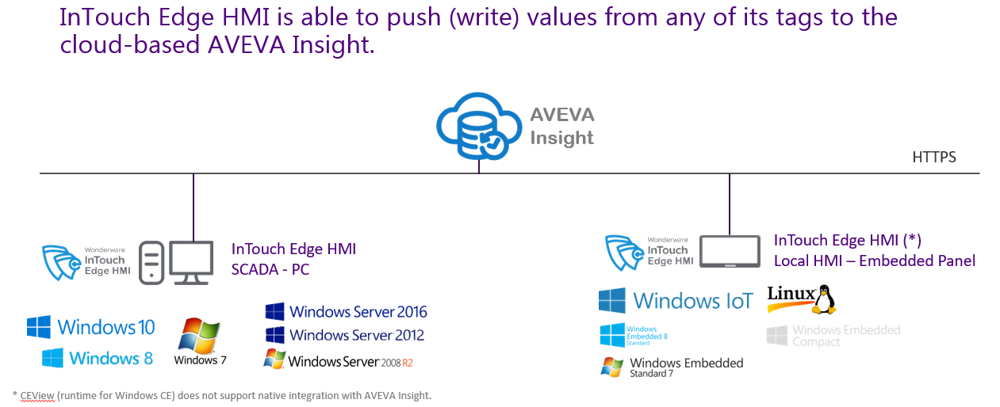 InTouch Edge HMI is able to push (write) values from any of its tags to the
cloud-based AVEVA Insight.
AVEVA
Insight
HTTPS
Wonderware
InTouch
Edge HMI
InTouch Edge HMI
SCADA - PC
Windows 10
Windows 8
Windows 7
Windows Server 2016
Windows Server 2012
Windows Server 2008 R2
Wonderware
InTouch
Edge HMI
InTouch Edge HMI (*)
Local HMI – Embedded Panel
Windows IoT
Linux
Windows
Embedded 8
Standard
Windows Embedded
Compact
Windows Embedded
Standard 7
* CEView (runtime for Windows CE) does not support native integration with AVEVA Insight.